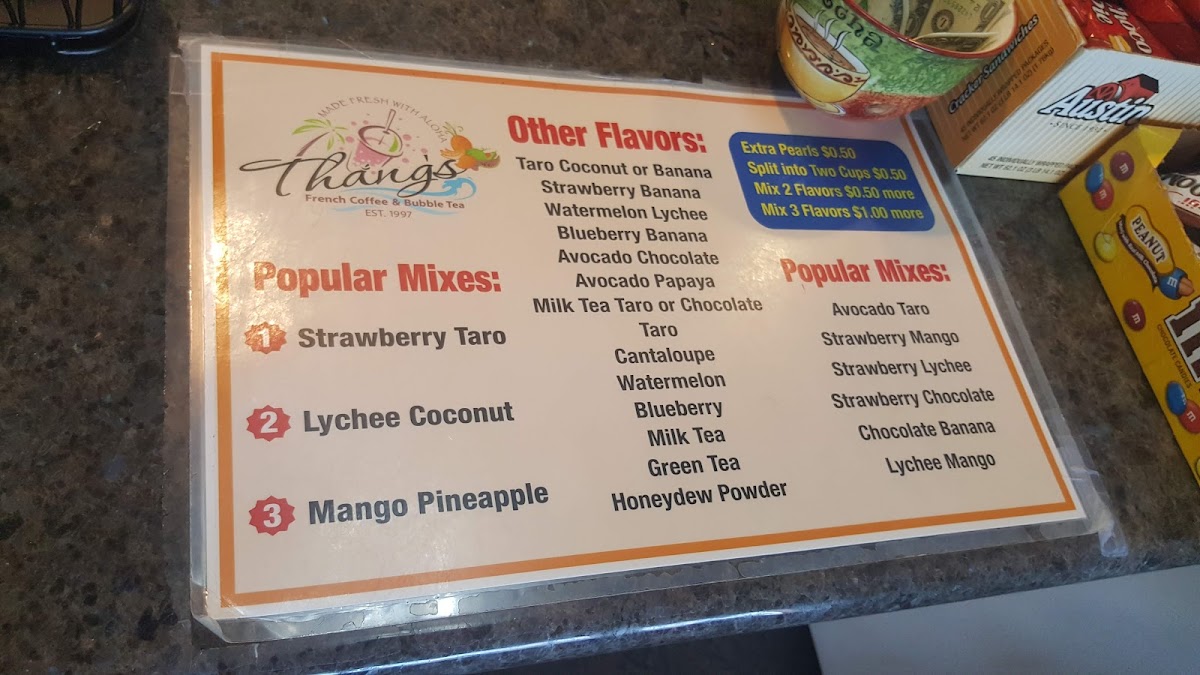 MADE FRESH WITH ALOHA
Thang's
French Coffee & Bubble Tea
EST. 1997
Popular Mixes:
1 Strawberry Taro
2 Lychee Coconut
3 Mango Pineapple
Other Flavors:
Taro Coconut or Banana
Strawberry Banana
Watermelon Lychee
Blueberry Banana
Avocado Chocolate
Avocado Papaya
Milk Tea Taro or Chocolate
Taro
Cantaloupe
Watermelon
Blueberry
Milk Tea
Green Tea
Honeydew Powder
Extra Pearls $0.50
Split into Two Cups $0.50
Mix 2 Flavors $0.50 more
Mix 3 Flavors $1.00 more
Popular Mixes:
Avocado Taro
Strawberry Mango
Strawberry Lychee
Strawberry Chocolate
Chocolate Banana
Lychee Mango
Cracker Sandwiches
Austin
SINCE
PEANUT
CHOCOLATE CANDIES